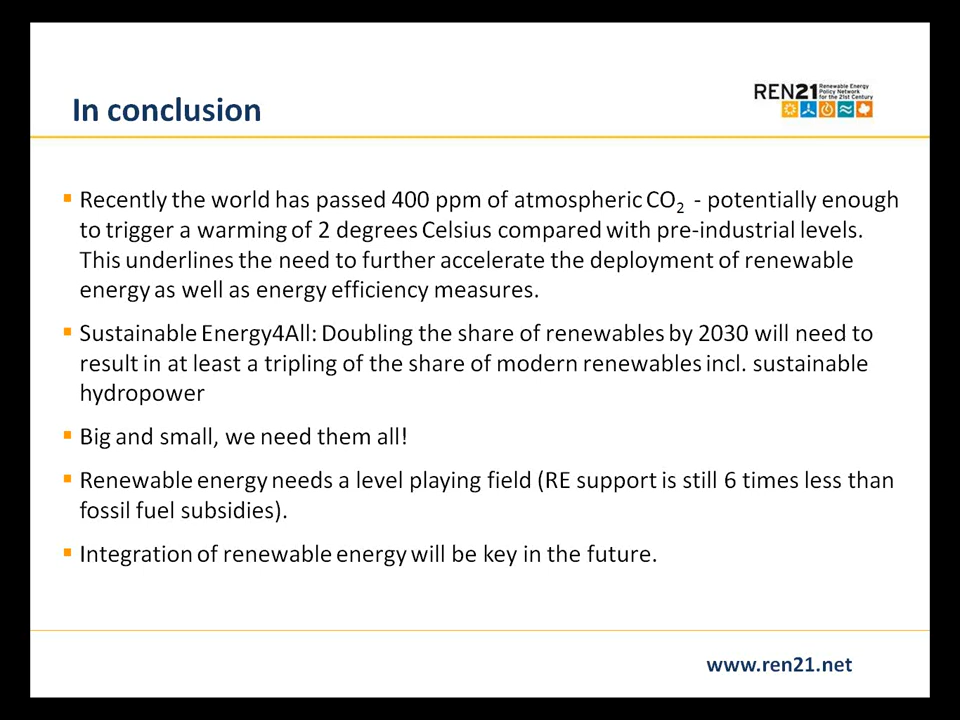 In conclusion
REN21
Renewable Energy
Policy Network
for the 21st Century
▪ Recently the world has passed 400 ppm of atmospheric CO₂ - potentially enough
to trigger a warming of 2 degrees Celsius compared with pre-industrial levels.
This underlines the need to further accelerate the deployment of renewable
energy as well as energy efficiency measures.
▪ Sustainable Energy4All: Doubling the share of renewables by 2030 will need to
result in at least a tripling of the share of modern renewables incl. sustainable
hydropower
▪ Big and small, we need them all!
▪ Renewable energy needs a level playing field (RE support is still 6 times less than
fossil fuel subsidies).
▪ Integration of renewable energy will be key in the future.
www.ren21.net